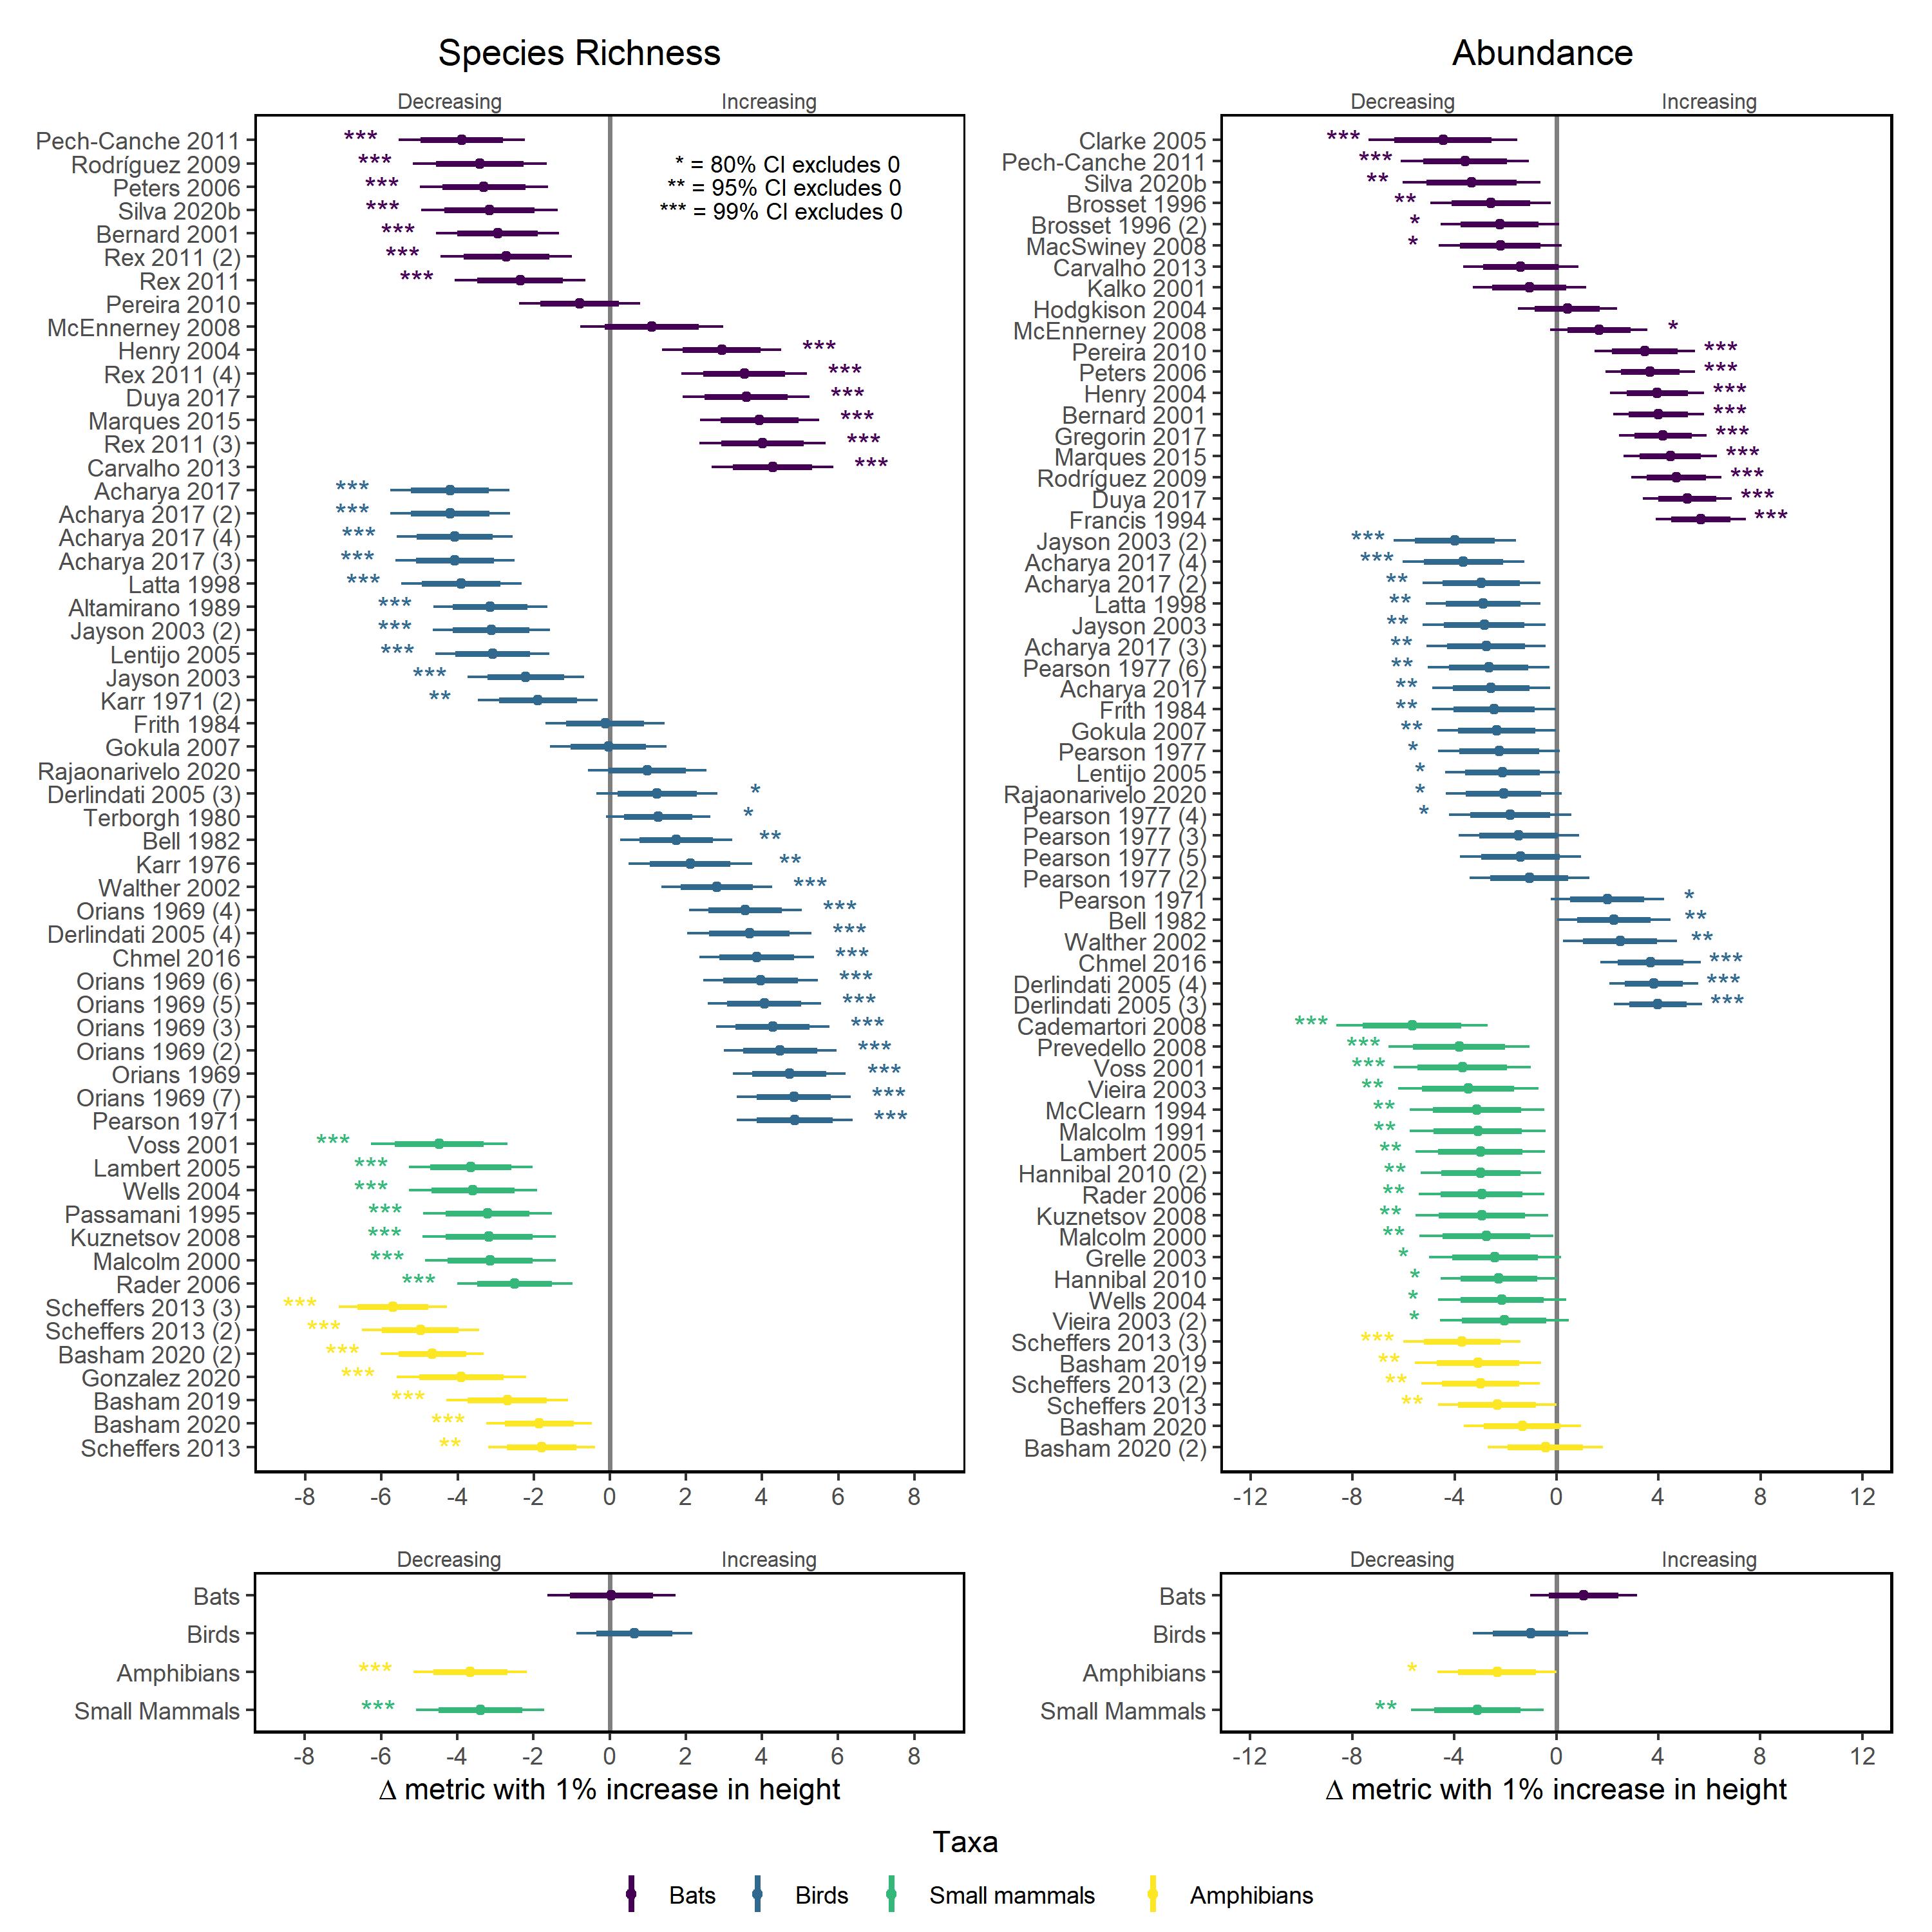 Species Richness
Decreasing Increasing
Pech-Canche 2011 ***
Rodríguez 2009 ***
Peters 2006 ***
Silva 2020b ***
Bernard 2001 ***
Rex 2011 (2) ***
Rex 2011 ***
Pereira 2010
McEnnerney 2008
Henry 2004 ***
Rex 2011 (4) ***
Duya 2017 ***
Marques 2015 ***
Rex 2011 (3) ***
Carvalho 2013 ***
Acharya 2017 ***
Acharya 2017 (2) ***
Acharya 2017 (4) ***
Acharya 2017 (3) ***
Latta 1998 ***
Altamirano 1989 ***
Jayson 2003 (2) ***
Lentijo 2005 ***
Jayson 2003 ***
Karr 1971 (2) **
Frith 1984
Gokula 2007
Rajaonarivelo 2020
Derlindati 2005 (3) *
Terborgh 1980 *
Bell 1982 **
Karr 1976 **
Walther 2002 ***
Orians 1969 (4) ***
Derlindati 2005 (4) ***
Chmel 2016 ***
Orians 1969 (6) ***
Orians 1969 (5) ***
Orians 1969 (3) ***
Orians 1969 (2) ***
Orians 1969 ***
Orians 1969 (7) ***
Pearson 1971 ***
Voss 2001 ***
Lambert 2005 ***
Wells 2004 ***
Passamani 1995 ***
Kuznetsov 2008 ***
Malcolm 2000 ***
Rader 2006 ***
Scheffers 2013 (3) ***
Scheffers 2013 (2) ***
Basham 2020 (2) ***
Gonzalez 2020 ***
Basham 2019 ***
Basham 2020 ***
Scheffers 2013 **
* = 80% CI excludes 0
** = 95% CI excludes 0
*** = 99% CI excludes 0
-8 -6 -4 -2 0 2 4 6 8
Abundance
Decreasing Increasing
Clarke 2005 ***
Pech-Canche 2011 ***
Silva 2020b **
Brosset 1996 **
Brosset 1996 (2) *
MacSwiney 2008 *
Carvalho 2013
Kalko 2001
Hodgkison 2004
McEnnerney 2008 *
Pereira 2010 ***
Peters 2006 ***
Henry 2004 ***
Bernard 2001 ***
Gregorin 2017 ***
Marques 2015 ***
Rodríguez 2009 ***
Duya 2017 ***
Francis 1994 ***
Jayson 2003 (2) ***
Acharya 2017 (4) ***
Acharya 2017 (2) **
Latta 1998 **
Jayson 2003 **
Acharya 2017 (3) **
Pearson 1977 (6) **
Acharya 2017 **
Frith 1984 **
Gokula 2007 **
Pearson 1977 *
Lentijo 2005 *
Rajaonarivelo 2020 *
Pearson 1977 (4) *
Pearson 1977 (3)
Pearson 1977 (5)
Pearson 1977 (2)
Pearson 1971 *
Bell 1982 **
Walther 2002 **
Chmel 2016 ***
Derlindati 2005 (4) ***
Derlindati 2005 (3) ***
Cademartori 2008 ***
Prevedello 2008 ***
Voss 2001 ***
Vieira 2003 **
McClearn 1994 **
Malcolm 1991 **
Lambert 2005 **
Hannibal 2010 (2) **
Rader 2006 **
Kuznetsov 2008 **
Malcolm 2000 **
Grelle 2003 *
Hannibal 2010 *
Wells 2004 *
Vieira 2003 (2) *
Scheffers 2013 (3) ***
Basham 2019 **
Scheffers 2013 (2) **
Scheffers 2013 **
Basham 2020
Basham 2020 (2)
-12 -8 -4 0 4 8 12
Decreasing Increasing
Bats
Birds
Amphibians ***
Small Mammals ***
-8 -6 -4 -2 0 2 4 6 8
Δ metric with 1% increase in height
Decreasing Increasing
Bats
Birds
Amphibians *
Small Mammals **
-12 -8 -4 0 4 8 12
Δ metric with 1% increase in height
Taxa
Bats Birds Small mammals Amphibians